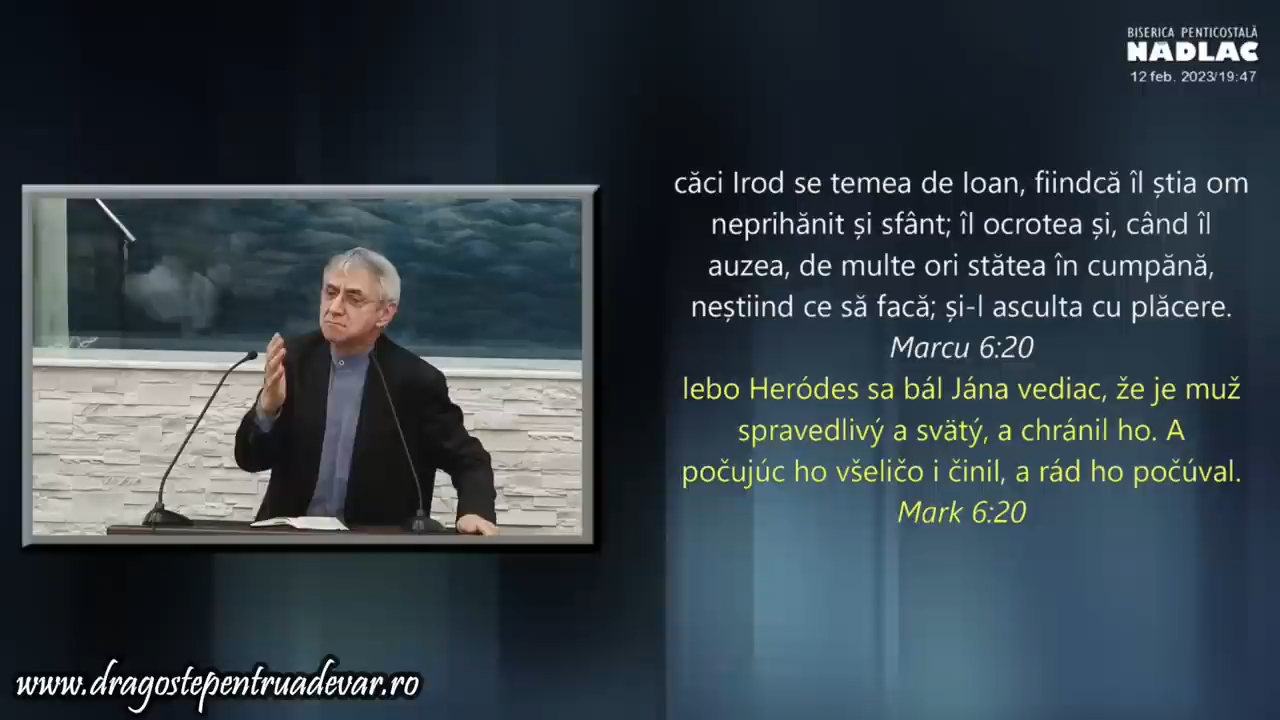 BISERICA PENTICOSTALĂ
NĂDLAC
12 feb. 2023/19:47
căci Irod se temea de Ioan, fiindcă îl știa om
neprihănit și sfânt; îl ocrotea și, când îl
auzea, de multe ori stătea în cumpănă,
neștiind ce să facă; și-l asculta cu plăcere.
Marcu 6:20
lebo Heródes sa bál Jána vediac, že je muž
spravedlivý a svätý, a chránil ho. A
počujúc ho všeličo i činil, a rád ho počúval.
Mark 6:20
www.dragostepentruadevar.ro